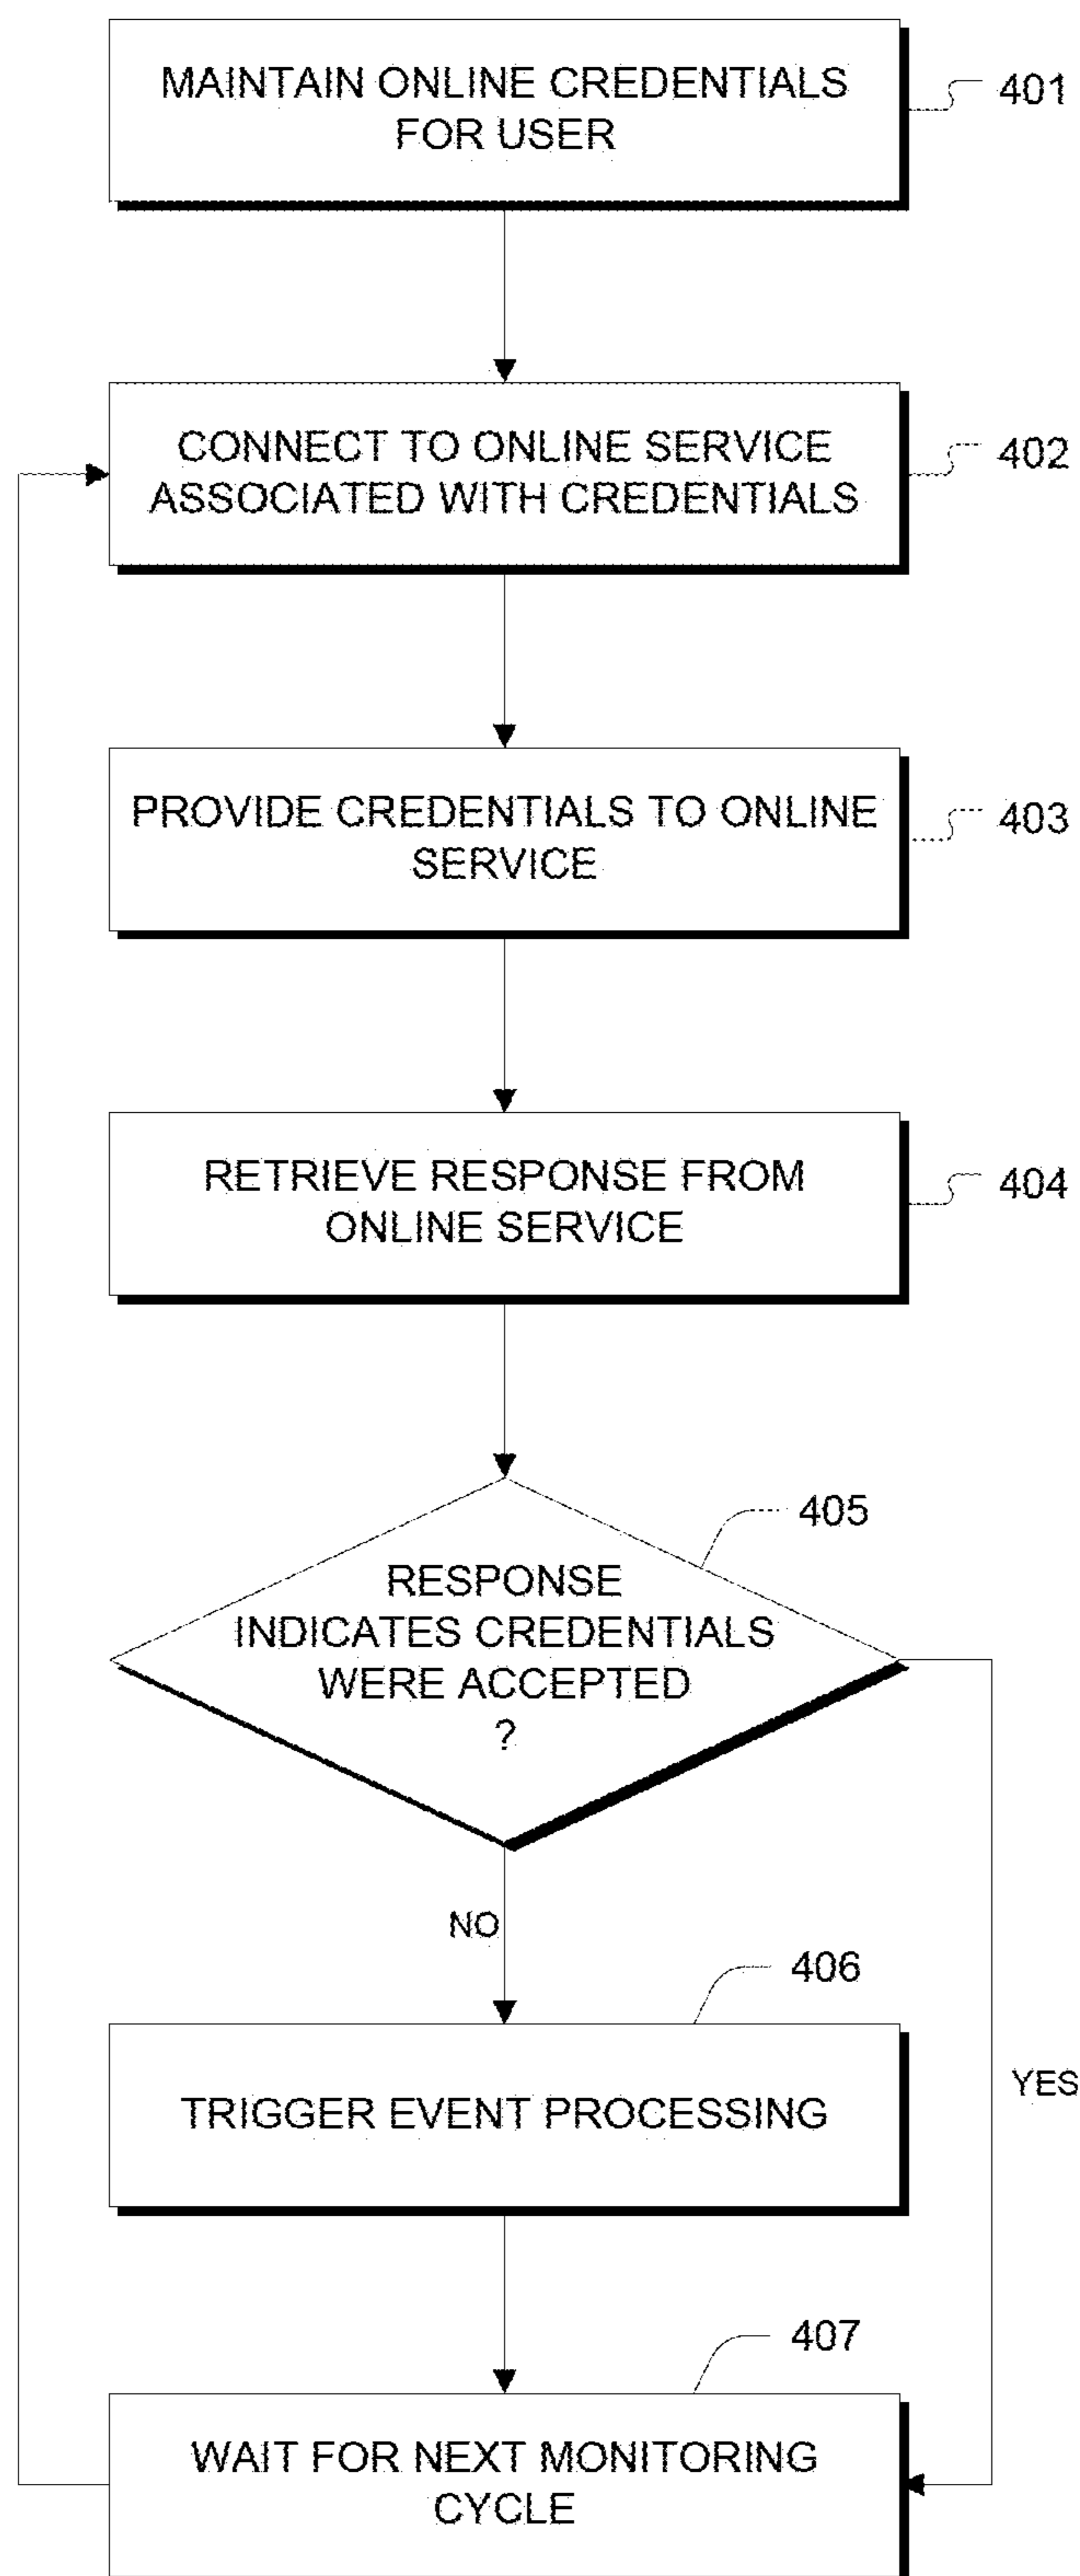 MAINTAIN ONLINE CREDENTIALS
FOR USER
401
CONNECT TO ONLINE SERVICE
ASSOCIATED WITH CREDENTIALS
402
PROVIDE CREDENTIALS TO ONLINE
SERVICE
403
RETRIEVE RESPONSE FROM
ONLINE SERVICE
404
405
RESPONSE
INDICATES CREDENTIALS
WERE ACCEPTED
?
NO
406
TRIGGER EVENT PROCESSING
YES
407
WAIT FOR NEXT MONITORING
CYCLE